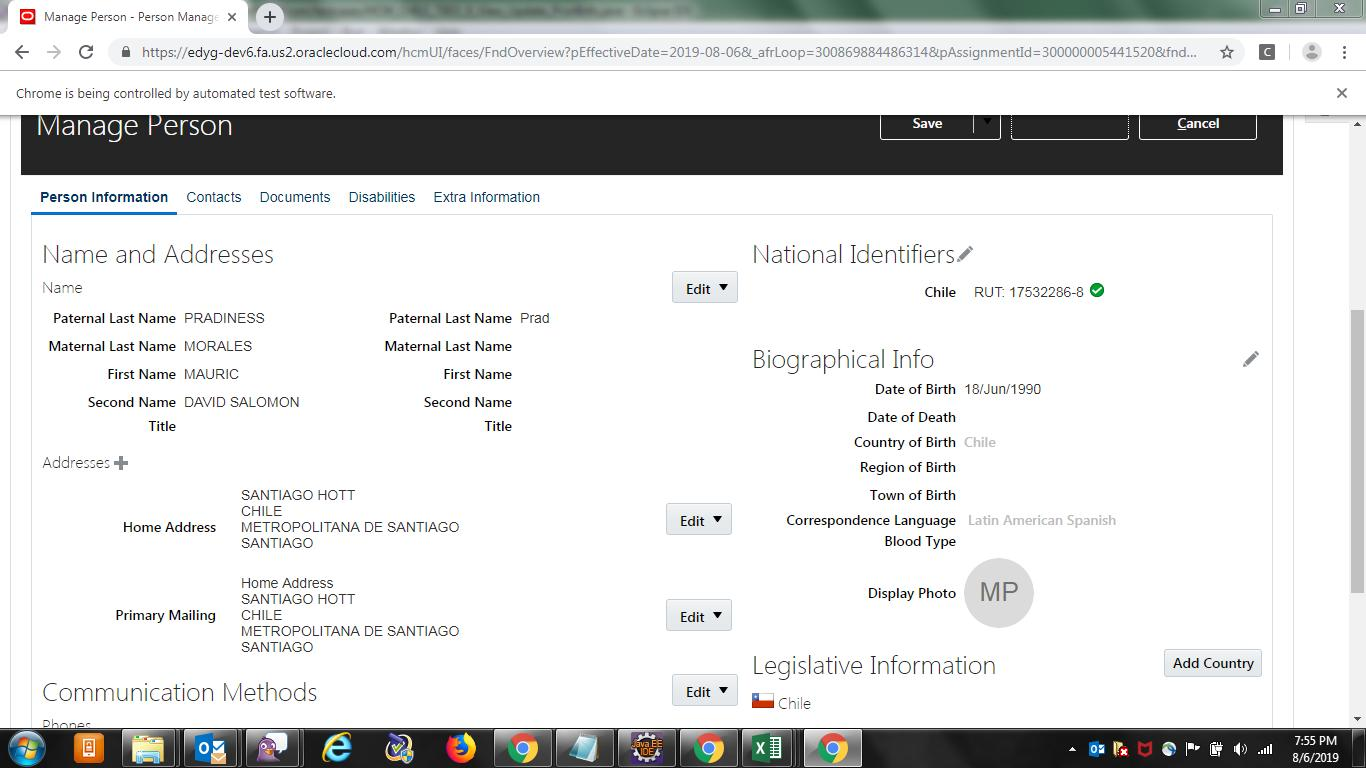 Manage Person - Person Manage
https://edyg-dev6.fa.us2.oraclecloud.com/hcmUI/faces/FndOverview?pEffectiveDate=2019-08-06&_afrLoop=300869884486314&pAssignmentId=300000005441520&fnd...
C
Chrome is being controlled by automated test software.
Manage Person
Save
Cancel
Person Information Contacts Documents Disabilities Extra Information
Name and Addresses
Name
Edit
Paternal Last Name PRADINESS Paternal Last Name Prad
Maternal Last Name MORALES Maternal Last Name
First Name MAURIC First Name
Second Name DAVID SALOMON Second Name
Title Title
Addresses
Home Address
SANTIAGO HOTT
CHILE
METROPOLITANA DE SANTIAGO
SANTIAGO
Edit
Primary Mailing
Home Address
SANTIAGO HOTT
CHILE
METROPOLITANA DE SANTIAGO
SANTIAGO
Edit
Communication Methods
Edit
Phones
National Identifiers
Chile RUT: 17532286-8
Biographical Info
Date of Birth 18/Jun/1990
Date of Death
Country of Birth Chile
Region of Birth
Town of Birth
Correspondence Language Latin American Spanish
Blood Type
Display Photo MP
Legislative Information
Add Country
Chile
Java EE
IDE
7:55 PM
8/6/2019